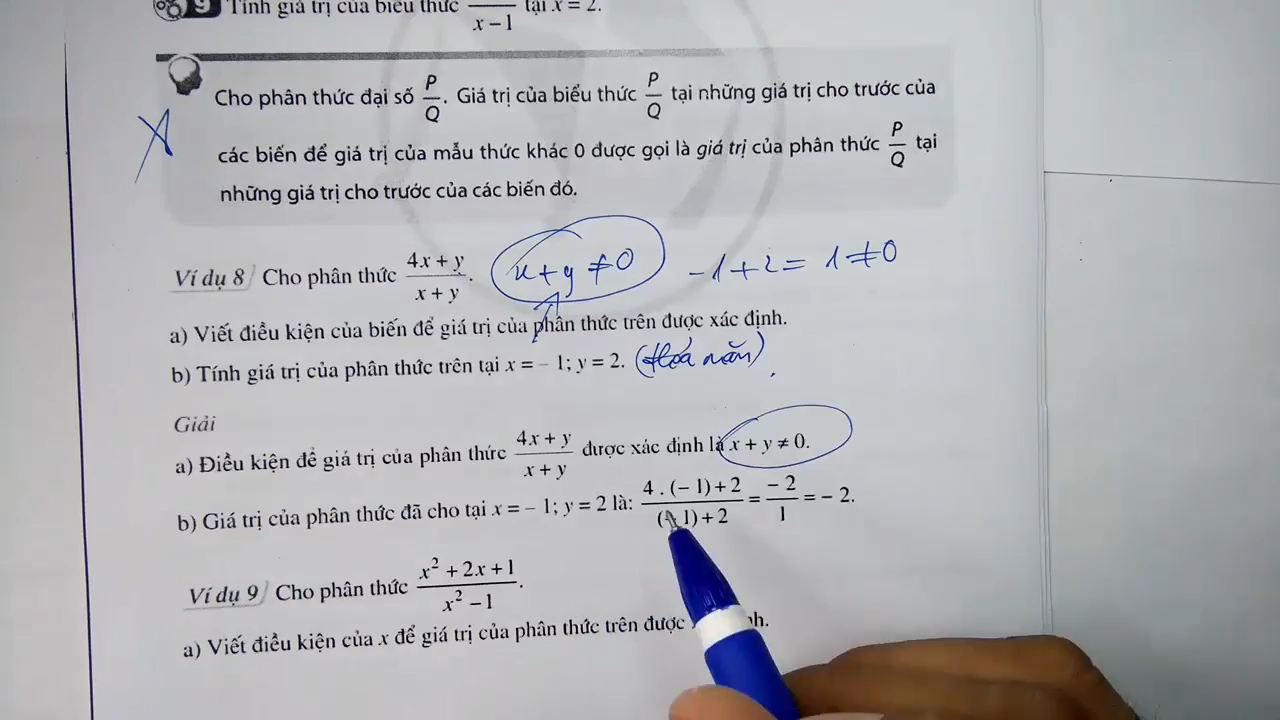 9 Tính giá trị của biểu thức x – 1 tại x = 2.
Cho phân thức đại số P/Q. Giá trị của biểu thức P/Q tại những giá trị cho trước của
các biến để giá trị của mẫu thức khác 0 được gọi là giá trị của phân thức P/Q tại
những giá trị cho trước của các biến đó.
Ví dụ 8 Cho phân thức (4x + y)/(x + y). x+y ≠0 -1+2= 1≠0
a) Viết điều kiện của biến để giá trị của phân thức trên được xác định.
b) Tính giá trị của phân thức trên tại x = – 1; y = 2. (thoả mãn)
Giải
a) Điều kiện để giá trị của phân thức (4x + y)/(x + y) được xác định là x + y ≠ 0.
b) Giá trị của phân thức đã cho tại x = – 1; y = 2 là: (4 . (– 1) + 2)/((– 1) + 2) = – 2/1 = – 2.
Ví dụ 9 Cho phân thức (x² + 2x + 1)/(x² – 1).
a) Viết điều kiện của x để giá trị của phân thức trên được